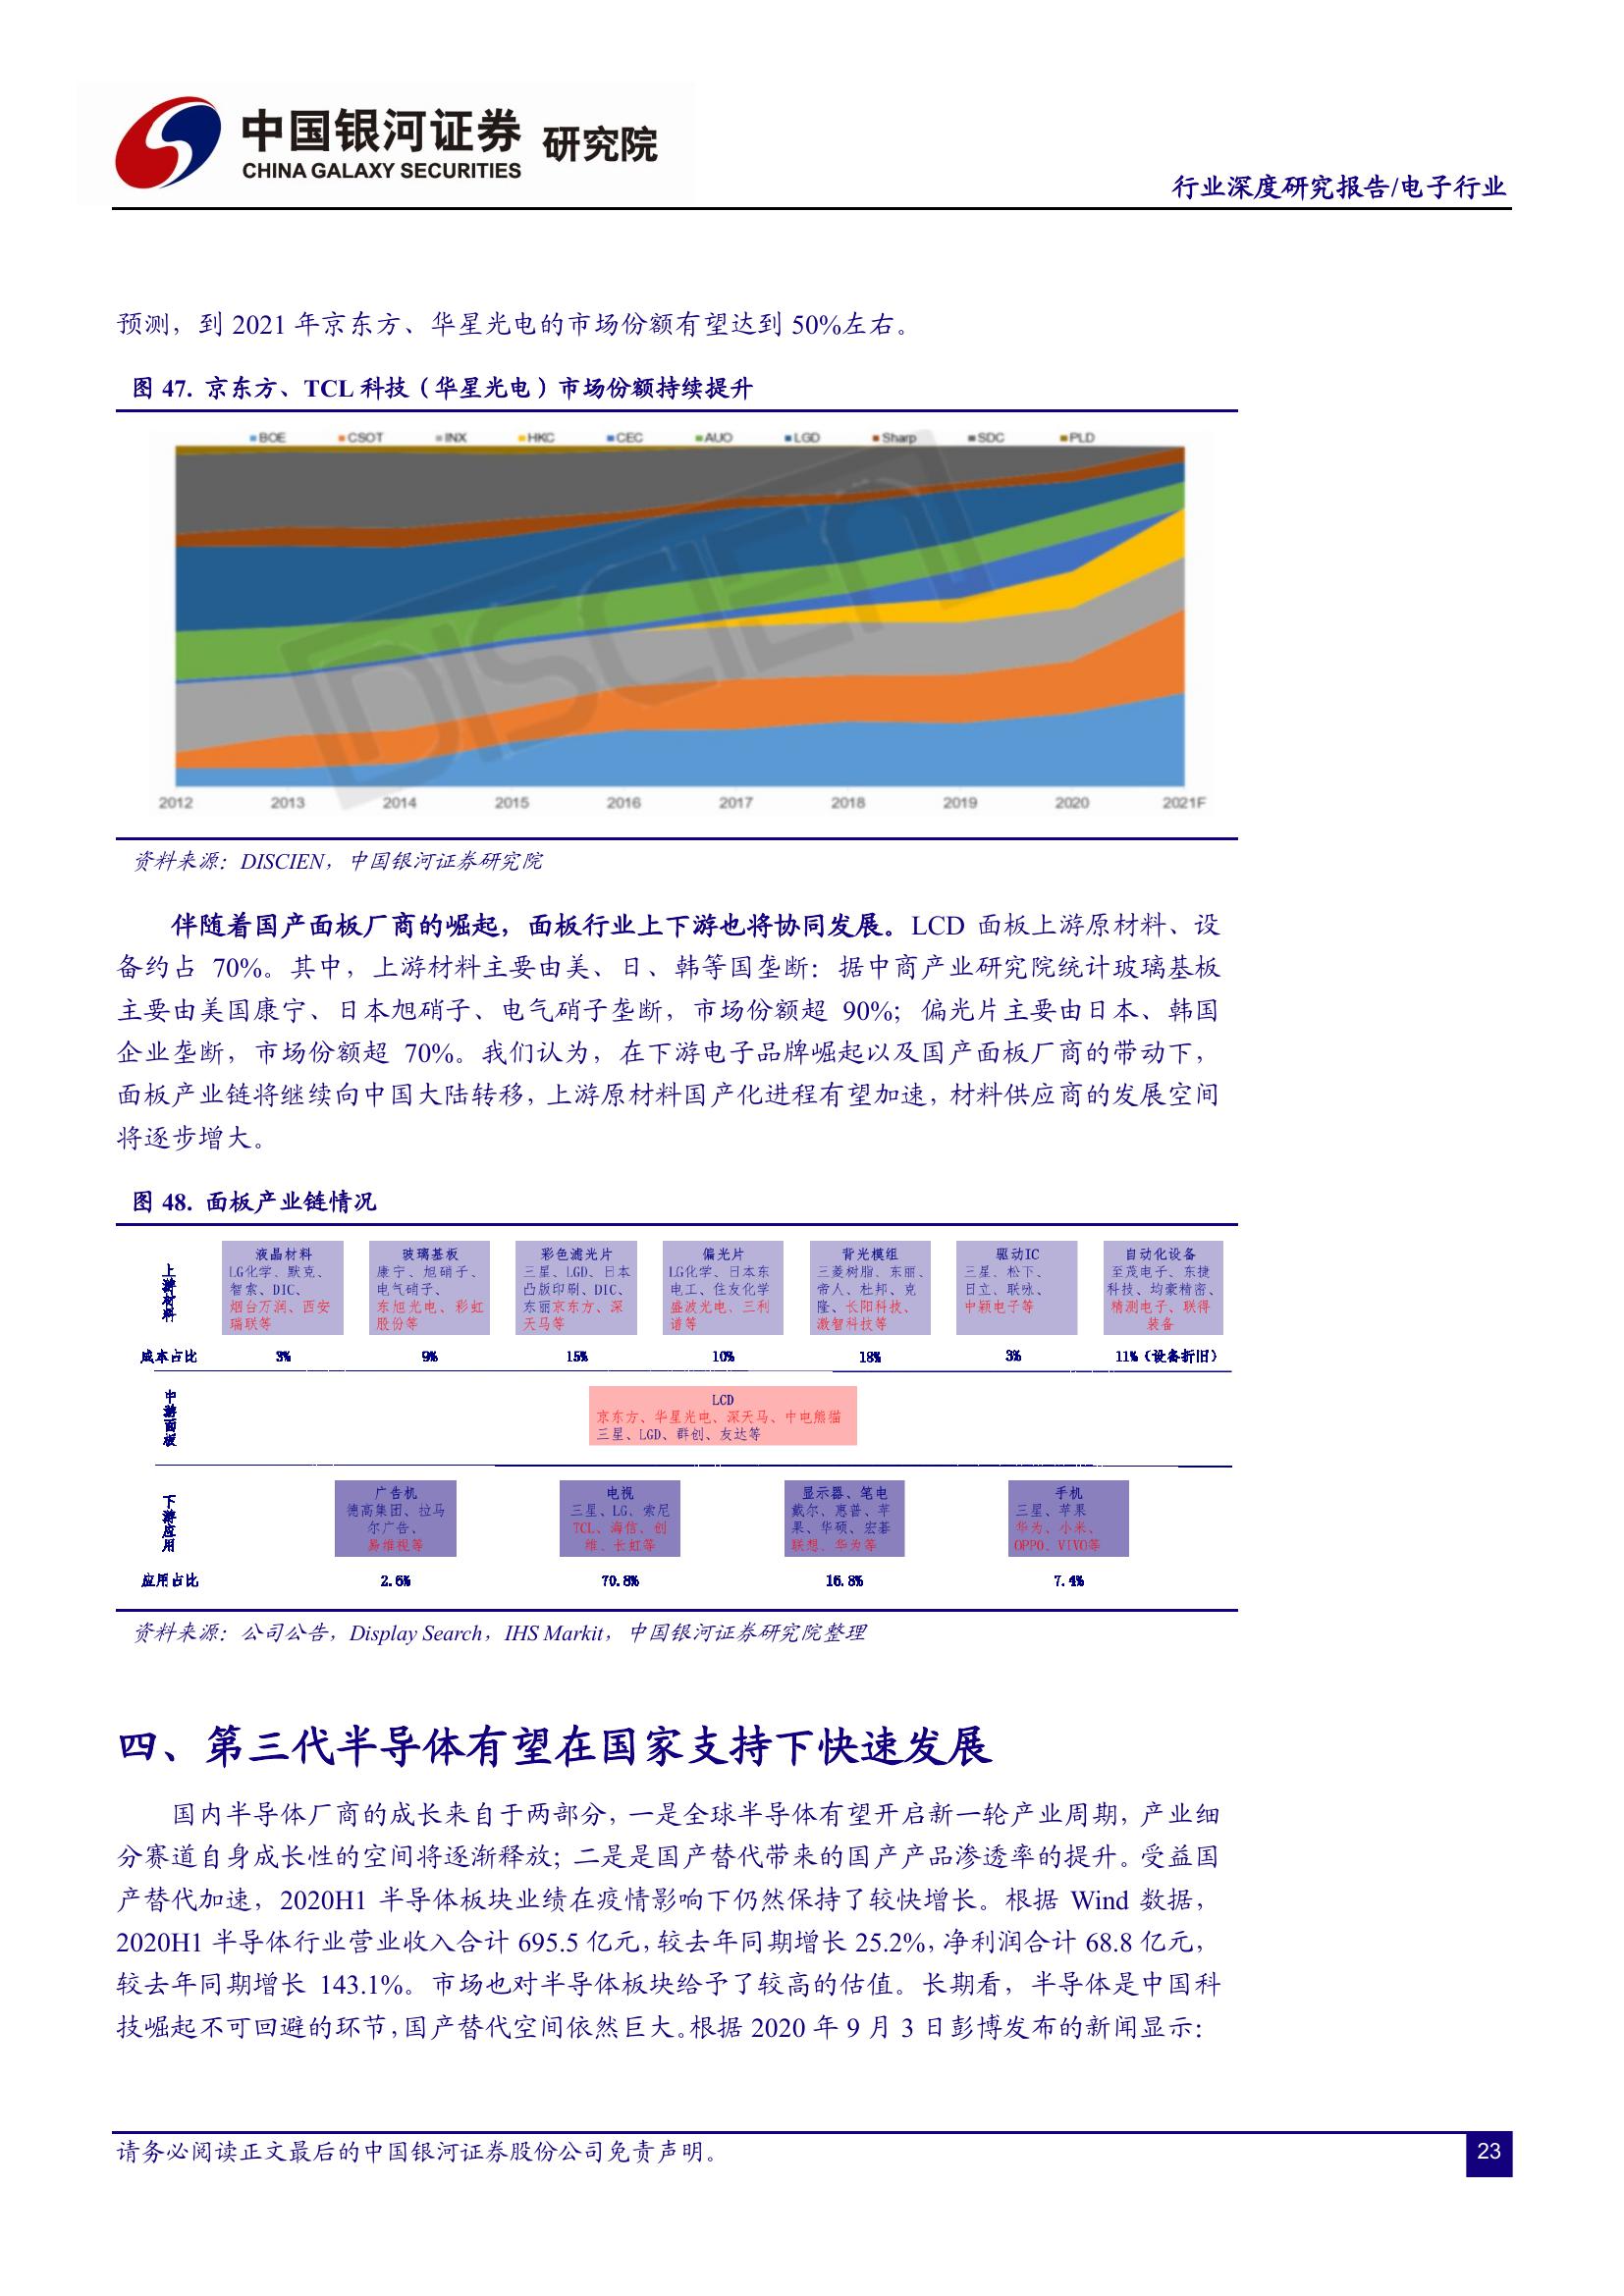 中国银河证券 研究院
CHINA GALAXY SECURITIES
行业深度研究报告/电子行业
预测，到 2021 年京东方、华星光电的市场份额有望达到 50%左右。
图 47. 京东方、TCL 科技（华星光电）市场份额持续提升
BOE CSOT INX HKC CEC AUO LGD Sharp SDC PLD
DISCIEN
2012 2013 2014 2015 2016 2017 2018 2019 2020 2021F
资料来源：DISCIEN，中国银河证券研究院
伴随着国产面板厂商的崛起，面板行业上下游也将协同发展。LCD 面板上游原材料、设
备约占 70%。其中，上游材料主要由美、日、韩等国垄断：据中商产业研究院统计玻璃基板
主要由美国康宁、日本旭硝子、电气硝子垄断，市场份额超 90%；偏光片主要由日本、韩国
企业垄断，市场份额超 70%。我们认为，在下游电子品牌崛起以及国产面板厂商的带动下，
面板产业链将继续向中国大陆转移，上游原材料国产化进程有望加速，材料供应商的发展空间
将逐步增大。
图 48. 面板产业链情况
上游材料
液晶材料
LG化学、默克、
智索、DIC、
烟台万润、西安
瑞联等
玻璃基板
康宁、旭硝子、
电气硝子、
东旭光电、彩虹
股份等
彩色滤光片
三星、LGD、日本
凸版印刷、DIC、
东丽京东方、深
天马等
偏光片
LG化学、日本东
电工、住友化学
盛波光电、三利
谱等
背光模组
三菱树脂、东丽、
帝人、杜邦、克
隆、长阳科技、
激智科技等
驱动IC
三星、松下、
日立、联咏、
中颖电子等
自动化设备
至茂电子、东捷
科技、均豪精密、
精测电子、联得
装备
成本占比 3% 9% 15% 10% 18% 3% 11%（设备折旧）
中游面板
LCD
京东方、华星光电、深天马、中电熊猫
三星、LGD、群创、友达等
下游应用
广告机
德高集团、拉马
尔广告、
易维视等
电视
三星、LG、索尼
TCL、海信、创
维、长虹等
显示器、笔电
戴尔、惠普、苹
果、华硕、宏碁
联想、华为等
手机
三星、苹果
华为、小米、
OPPO、VIVO等
应用占比 2.6% 70.8% 16.8% 7.4%
资料来源：公司公告，Display Search，IHS Markit，中国银河证券研究院整理
四、第三代半导体有望在国家支持下快速发展
国内半导体厂商的成长来自于两部分，一是全球半导体有望开启新一轮产业周期，产业细
分赛道自身成长性的空间将逐渐释放；二是是国产替代带来的国产产品渗透率的提升。受益国
产替代加速，2020H1 半导体板块业绩在疫情影响下仍然保持了较快增长。根据 Wind 数据，
2020H1 半导体行业营业收入合计 695.5 亿元，较去年同期增长 25.2%，净利润合计 68.8 亿元，
较去年同期增长 143.1%。市场也对半导体板块给予了较高的估值。长期看，半导体是中国科
技崛起不可回避的环节，国产替代空间依然巨大。根据 2020 年 9 月 3 日彭博发布的新闻显示：
请务必阅读正文最后的中国银河证券股份公司免责声明。
23